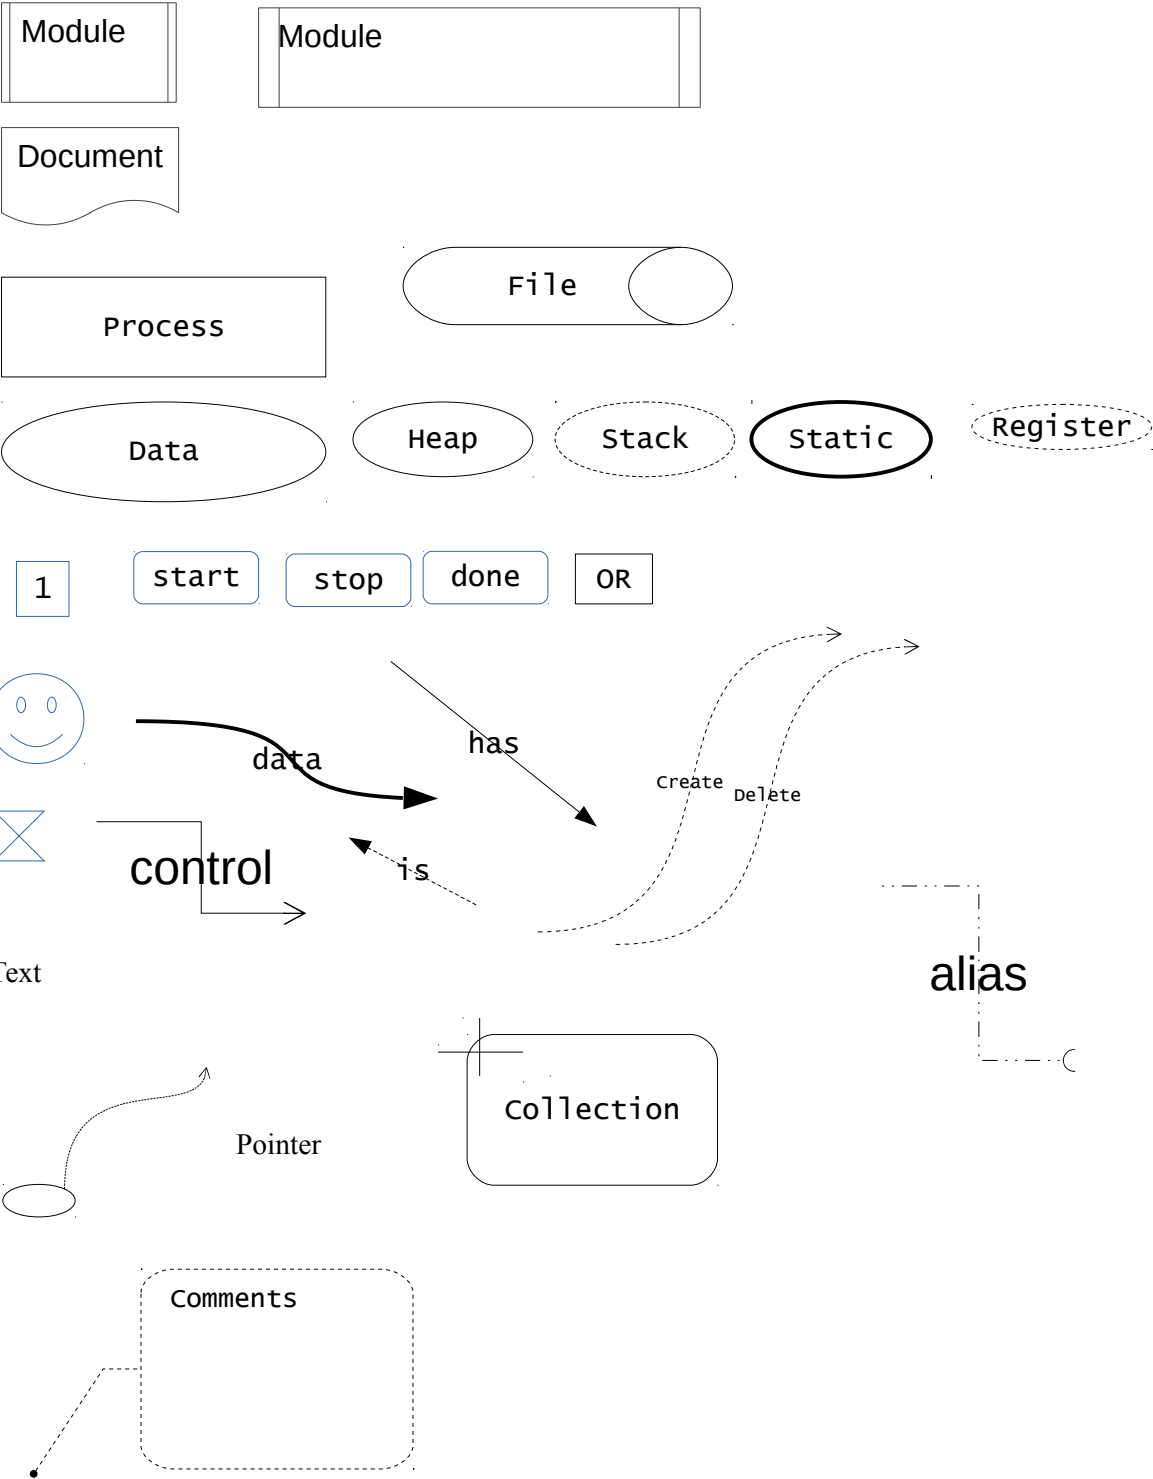 Module
Module
Document
File
Process
Data
Heap
Stack
Static
Register
1
start
stop
done
OR
data
has
Create
Delete
control
is
Text
alias
Collection
Pointer
Comments